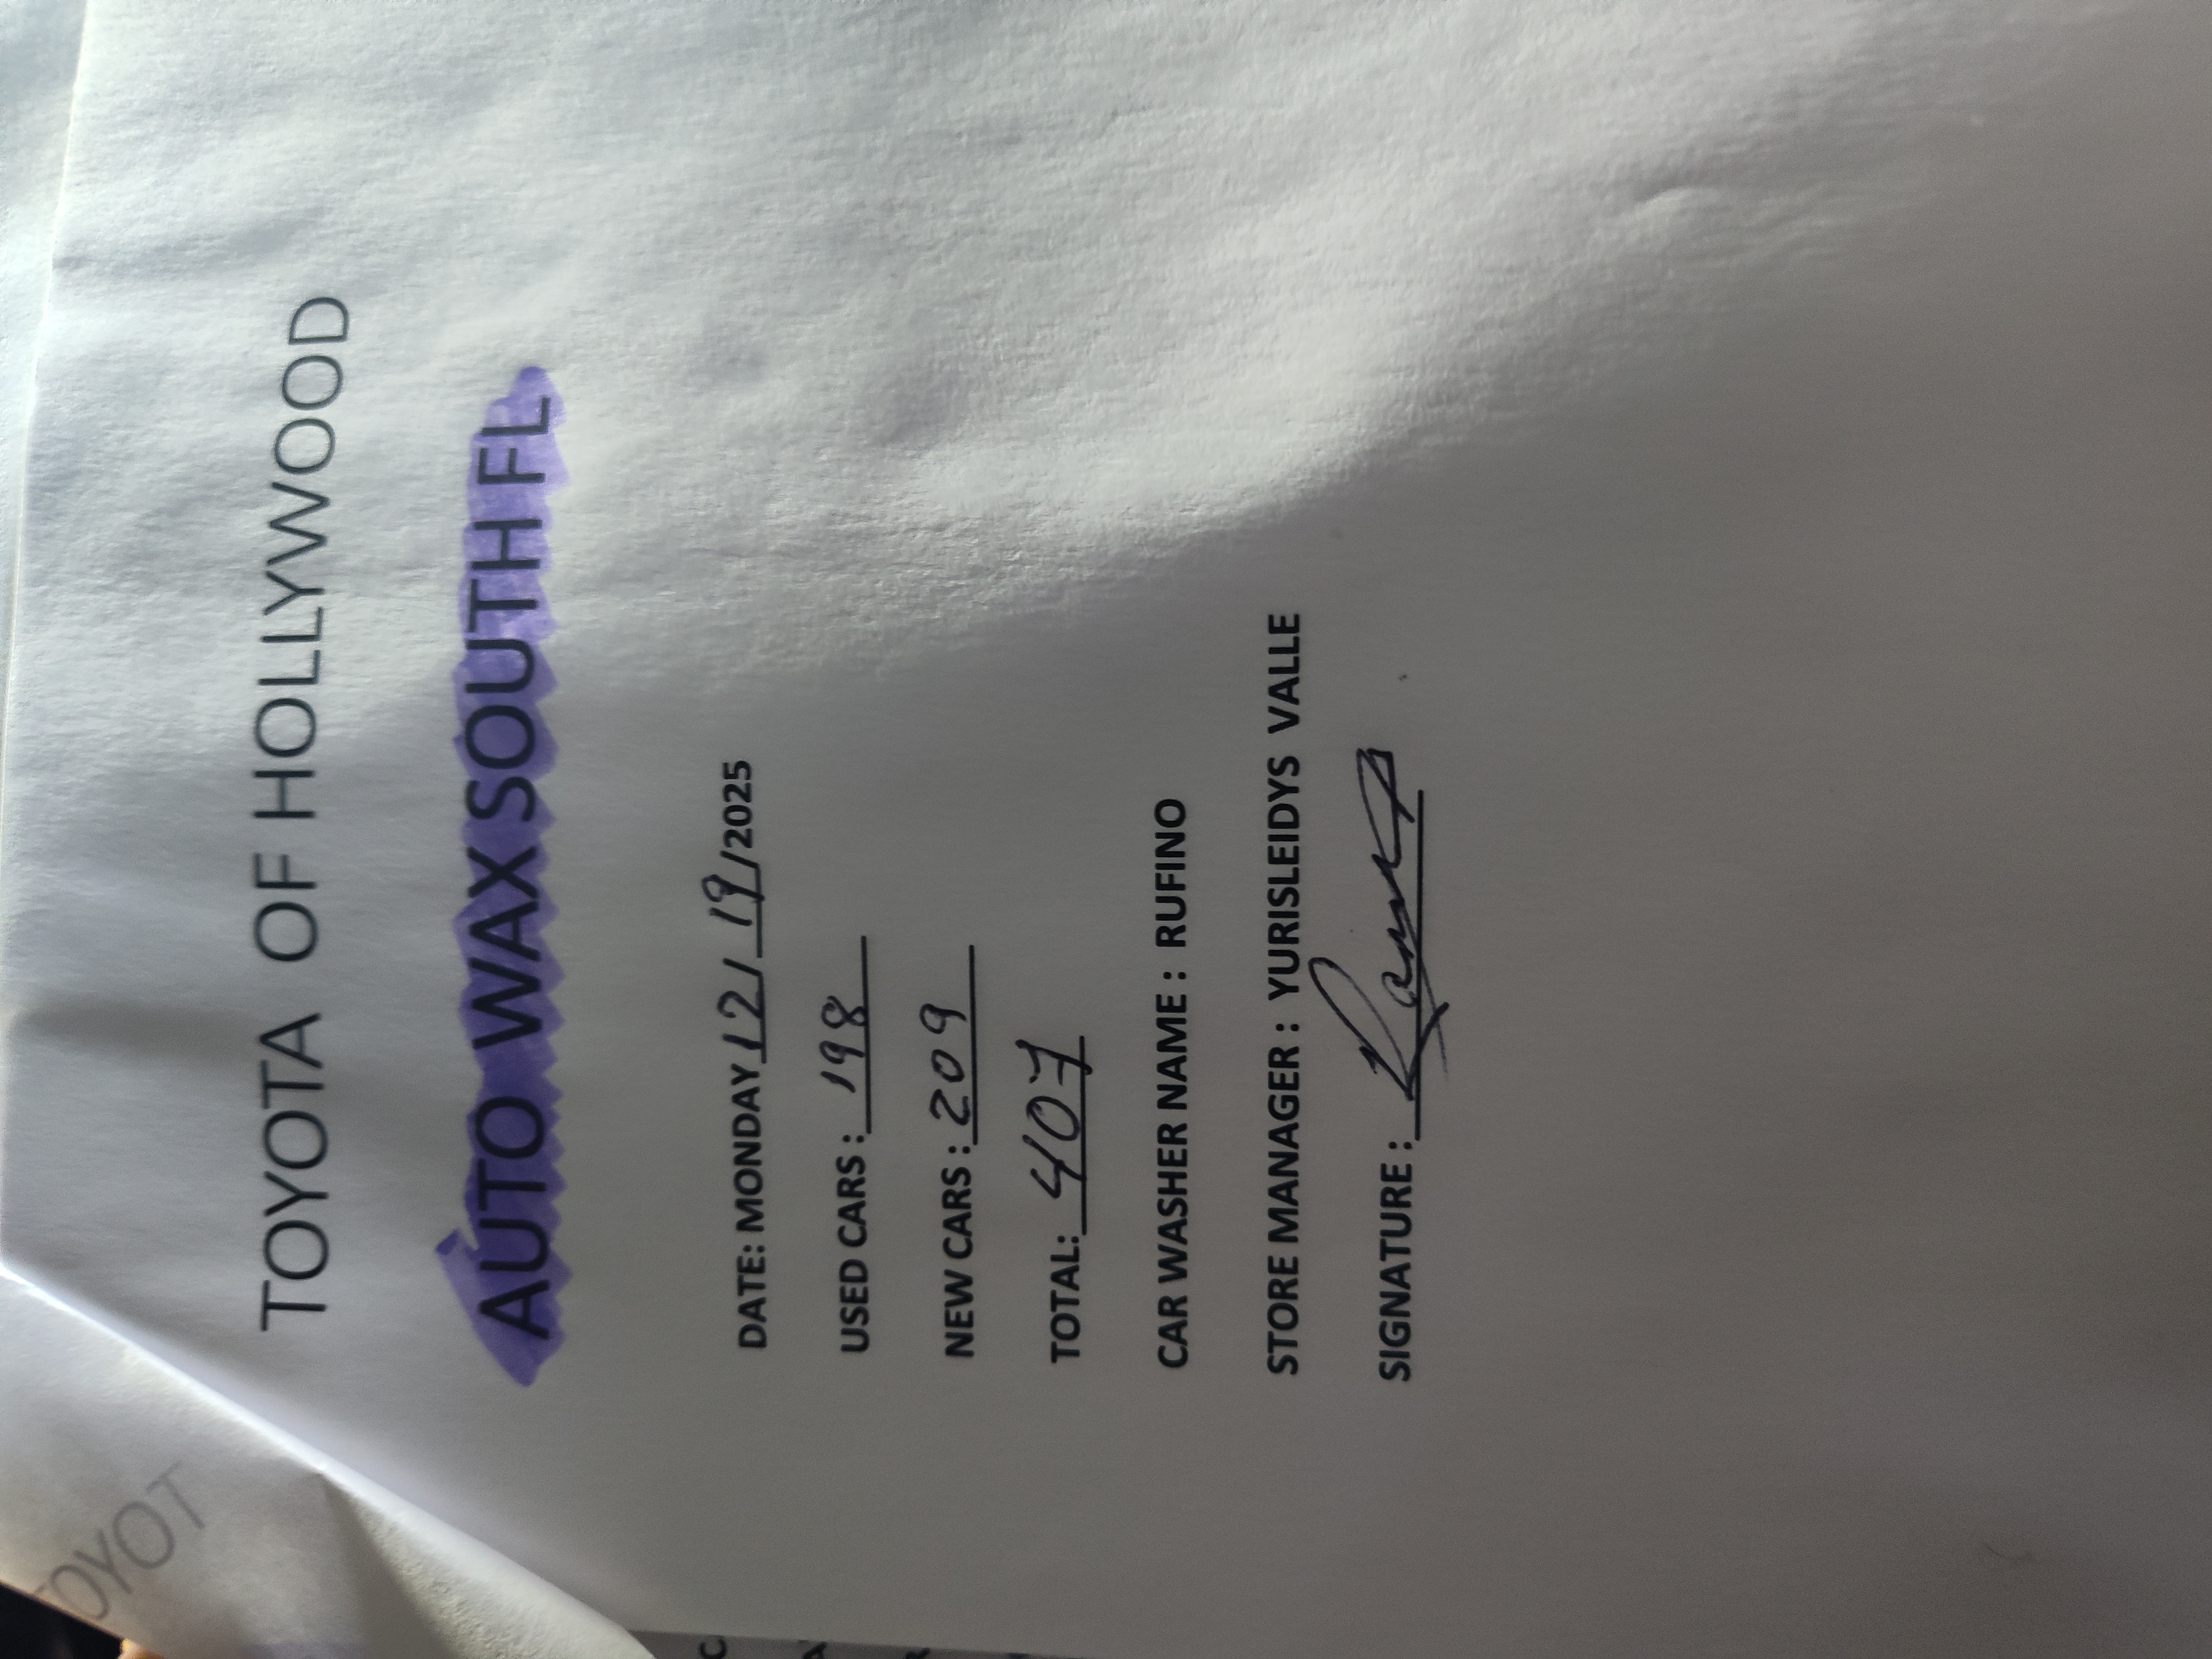 TOYOTA OF HOLLYWOOD
AUTO WAX SOUTH FL
DATE: MONDAY 12/ 19/2025
USED CARS : 198
NEW CARS : 209
TOTAL: 407
CAR WASHER NAME : RUFINO
STORE MANAGER : YURISLEIDYS VALLE
SIGNATURE :
OYOT